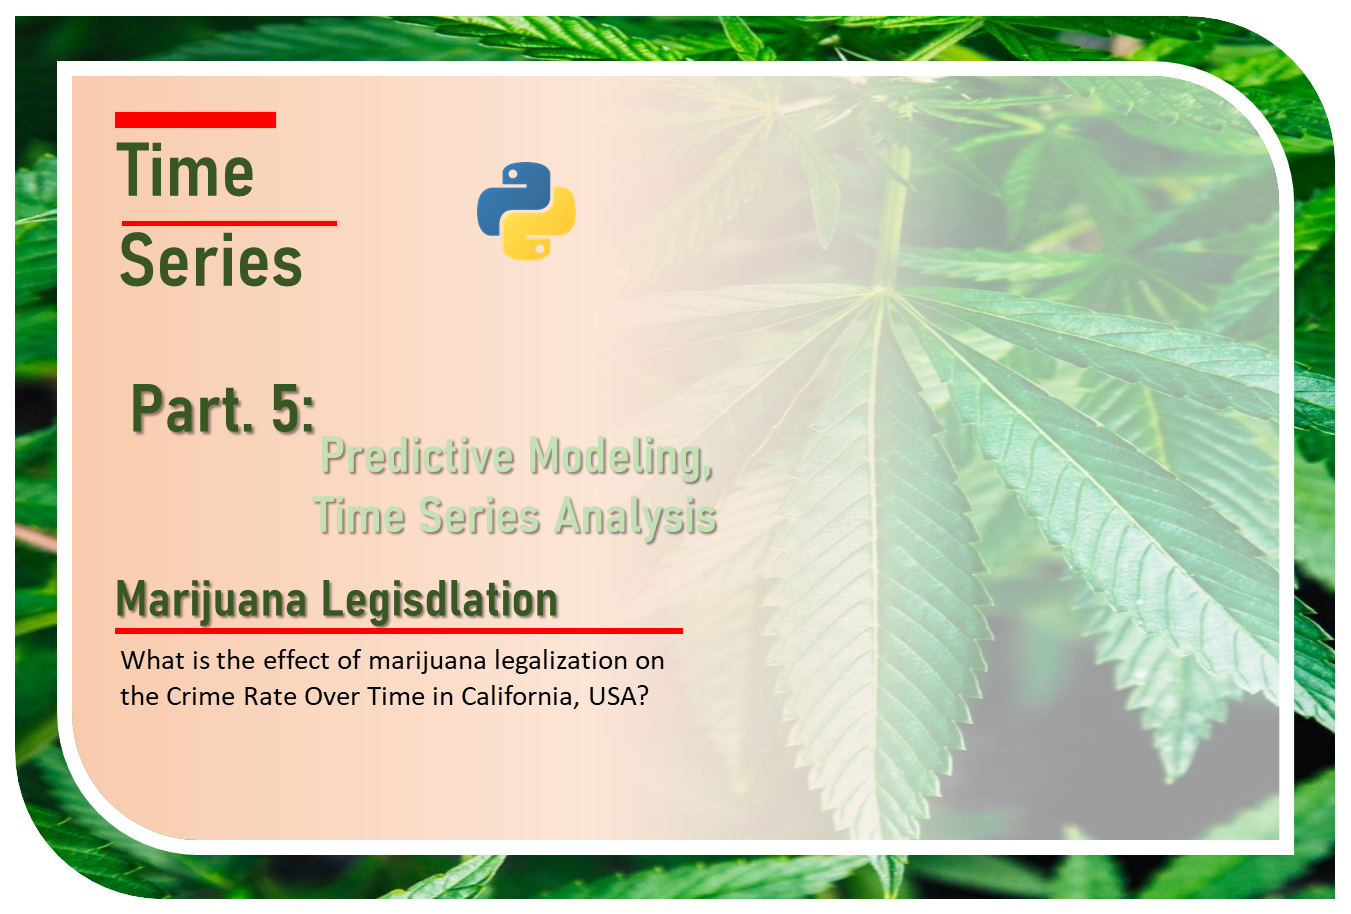 Time
Series
Part. 5:
Predictive Modeling,
Time Series Analysis
Marijuana Legisdlation
What is the effect of marijuana legalization on
the Crime Rate Over Time in California, USA?